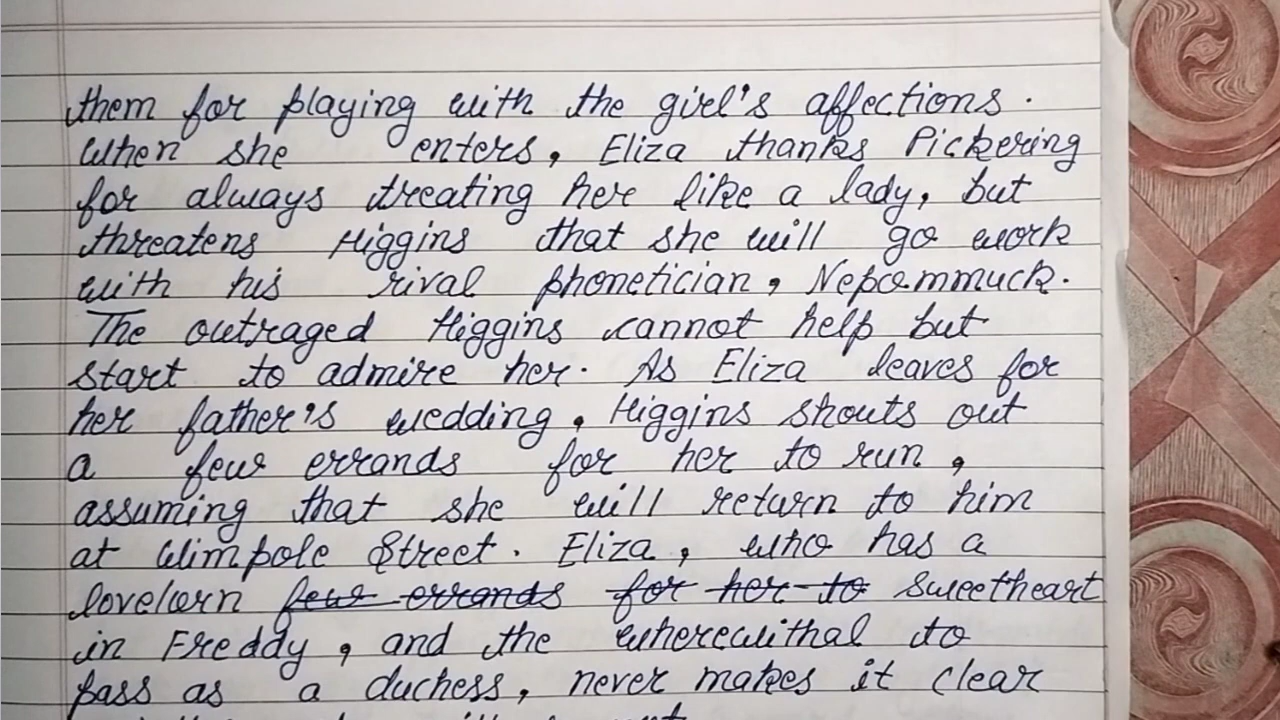 them for playing with the girl's affections.
When she enters, Eliza thanks Pickering
for always treating her like a lady, but
threatens Higgins that she will go work
with his rival phonetician, Nepommuck.
The outraged Higgins cannot help but
start to admire her. As Eliza leaves for
her father's wedding, Higgins shouts out
a few errands for her to run,
assuming that she will return to him
at Wimpole Street. Eliza, who has a
lovelorn few errands for her to sweetheart
in Freddy, and the wherewithal to
pass as a duchess, never makes it clear